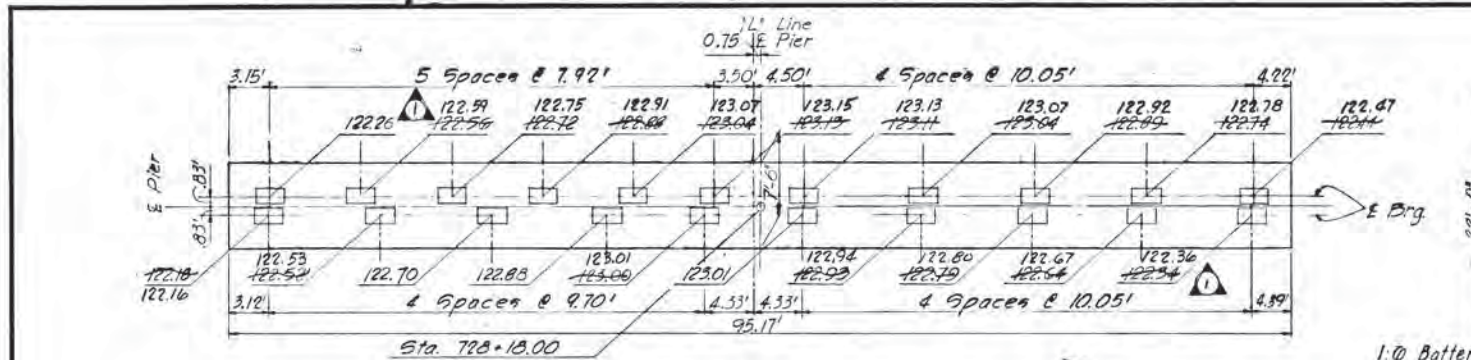 'L' Line
0.75' ₠ Pier
3.15' 5 Spaces @ 7.92' 3.50' 4.50' 4 Spaces @ 10.05' 4.22'
122.26 122.59 122.75 122.91 123.07 123.15 123.13 123.07 122.92 122.78 122.47
1 122.56 122.72 122.88 123.04 123.13 123.11 123.04 122.89 122.74 122.44
℄ Pier
.83'
.83'
7'-6"
℄ Brg.
122.53 123.01 122.94 122.80 122.67 122.36
122.18 122.52 122.70 122.88 123.00 123.01 122.93 122.79 122.64 122.34 1
122.16
3.12' 4 Spaces @ 9.70' 4.33' 4.33' 4 Spaces @ 10.05' 4.39'
95.17'
Sta. 728+18.00
1:6 Batter